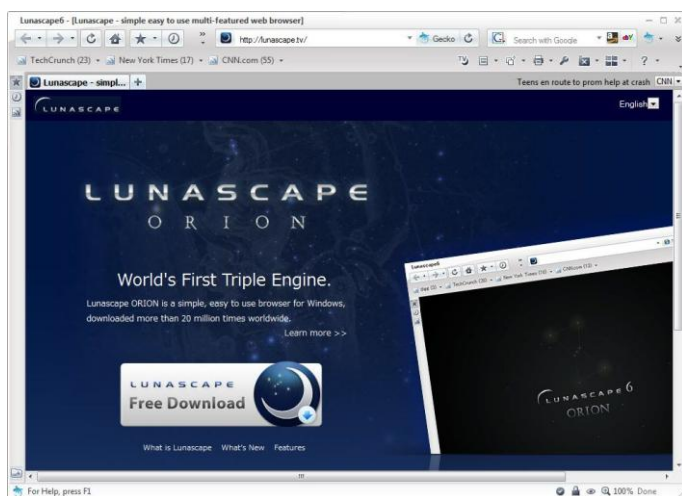 Lunascape6 - [Lunascape - simple easy to use multi-featured web browser]
http://lunascape.tv/
Gecko
Search with Google
TechCrunch (23)
New York Times (17)
CNN.com (55)
Lunascape - simpl...
Teens en route to prom help at crash
CNN
LUNASCAPE
English
LUNASCAPE
ORION
World's First Triple Engine.
Lunascape ORION is a simple, easy to use browser for Windows,
downloaded more than 20 million times worldwide.
Learn more >>
LUNASCAPE
Free Download
What is Lunascape What's New Features
Lunascape6
LUNASCAPE 6
ORION
For Help, press F1
100% Done